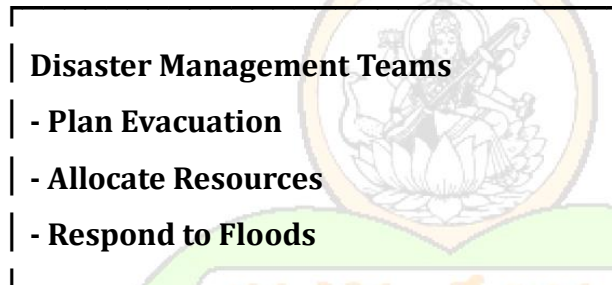 Disaster Management Teams
- Plan Evacuation
- Allocate Resources
- Respond to Floods